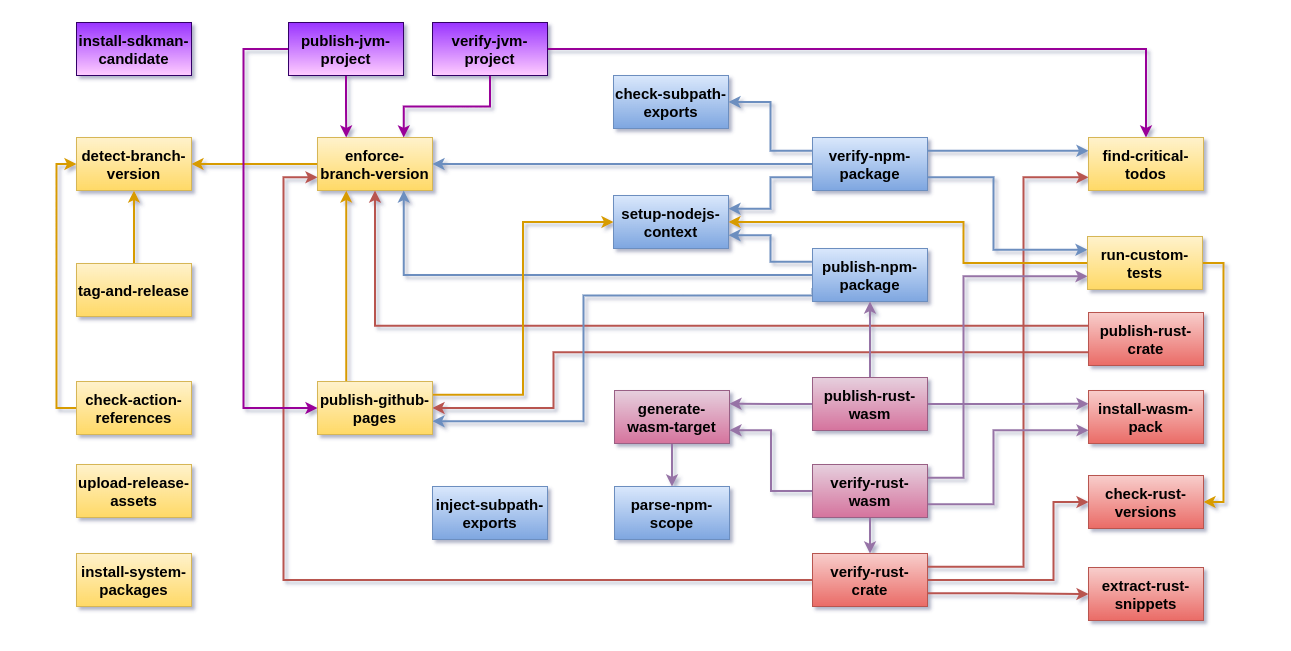 install-sdkman-
candidate
publish-jvm-
project
verify-jvm-
project
check-subpath-
exports
detect-branch-
version
enforce-
branch-version
verify-npm-
package
find-critical-
todos
setup-nodejs-
context
run-custom-
tests
tag-and-release
publish-npm-
package
publish-rust-
crate
check-action-
references
publish-github-
pages
generate-
wasm-target
publish-rust-
wasm
install-wasm-
pack
upload-release-
assets
inject-subpath-
exports
parse-npm-
scope
verify-rust-
wasm
check-rust-
versions
install-system-
packages
verify-rust-
crate
extract-rust-
snippets